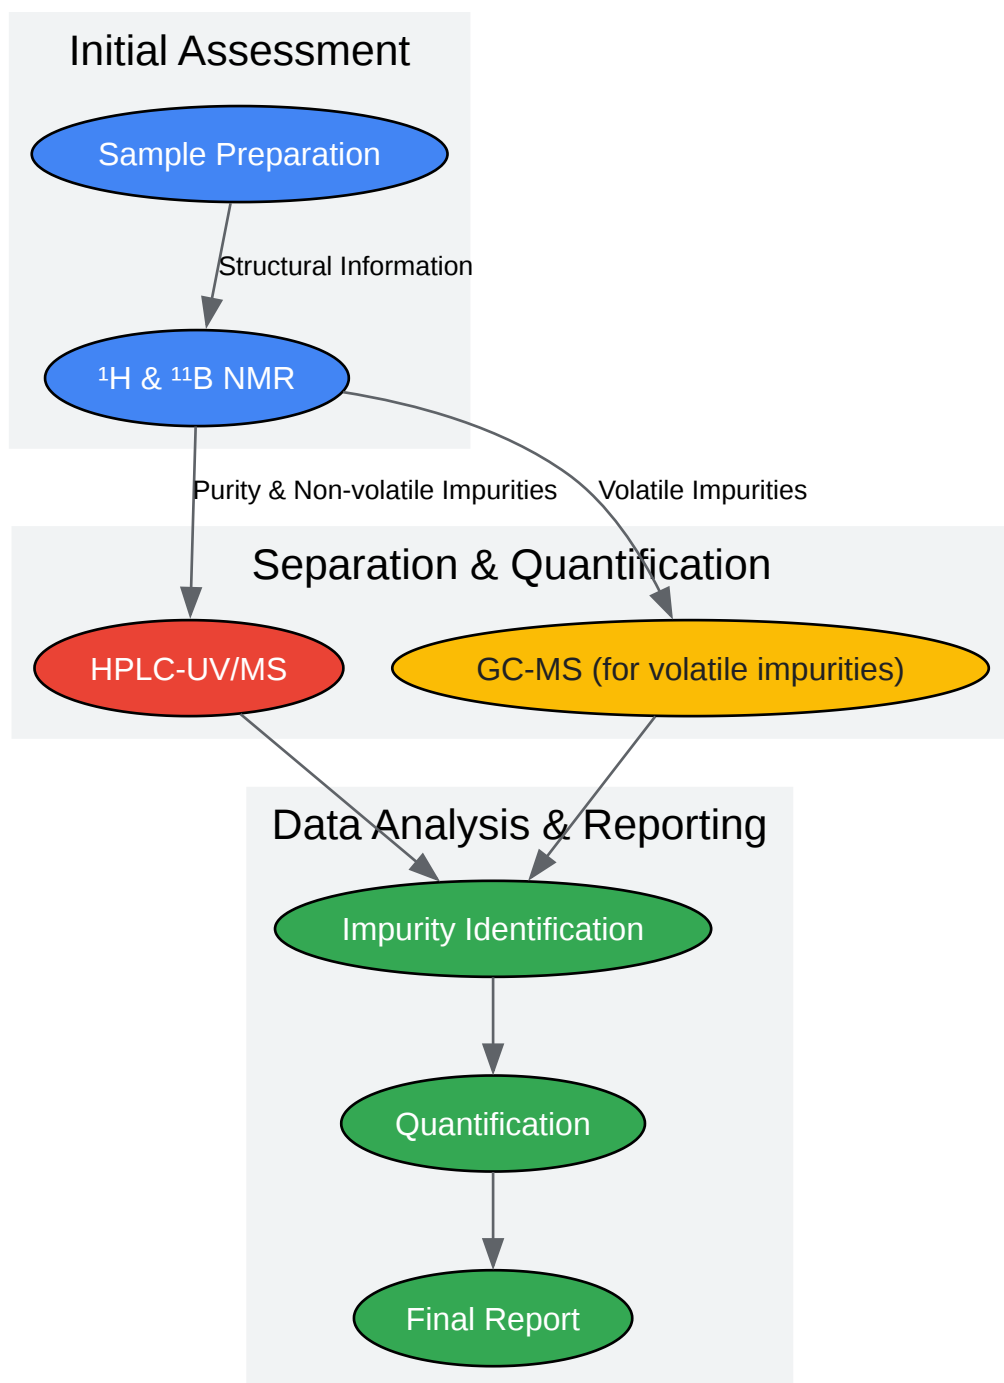 Initial Assessment
Sample Preparation
Structural Information
¹H & ¹¹B NMR
Purity & Non-volatile Impurities
Volatile Impurities
Separation & Quantification
HPLC-UV/MS
GC-MS (for volatile impurities)
Data Analysis & Reporting
Impurity Identification
Quantification
Final Report